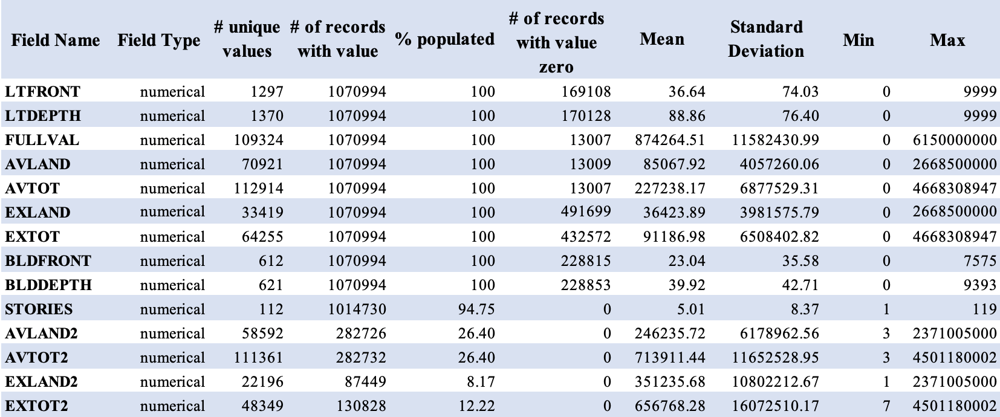 Field Name Field Type # unique values # of records with value % populated # of records with value zero Mean Standard Deviation Min Max
LTFRONT numerical 1297 1070994 100 169108 36.64 74.03 0 9999
LTDEPTH numerical 1370 1070994 100 170128 88.86 76.40 0 9999
FULLVAL numerical 109324 1070994 100 13007 874264.51 11582430.99 0 6150000000
AVLAND numerical 70921 1070994 100 13009 85067.92 4057260.06 0 2668500000
AVTOT numerical 112914 1070994 100 13007 227238.17 6877529.31 0 4668308947
EXLAND numerical 33419 1070994 100 491699 36423.89 3981575.79 0 2668500000
EXTOT numerical 64255 1070994 100 432572 91186.98 6508402.82 0 4668308947
BLDFRONT numerical 612 1070994 100 228815 23.04 35.58 0 7575
BLDDEPTH numerical 621 1070994 100 228853 39.92 42.71 0 9393
STORIES numerical 112 1014730 94.75 0 5.01 8.37 1 119
AVLAND2 numerical 58592 282726 26.40 0 246235.72 6178962.56 3 2371005000
AVTOT2 numerical 111361 282732 26.40 0 713911.44 11652528.95 3 4501180002
EXLAND2 numerical 22196 87449 8.17 0 351235.68 10802212.67 1 2371005000
EXTOT2 numerical 48349 130828 12.22 0 656768.28 16072510.17 7 4501180002